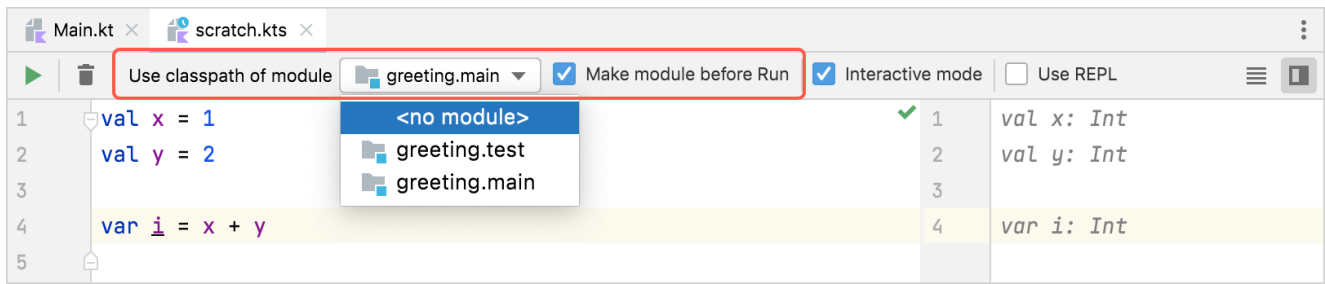 Main.kt scratch.kts
Use classpath of module greeting.main Make module before Run Interactive mode Use REPL
<no module>
greeting.test
greeting.main
1 val x = 1
2 val y = 2
3
4 var i = x + y
5
1 val x: Int
2 val y: Int
3
4 var i: Int